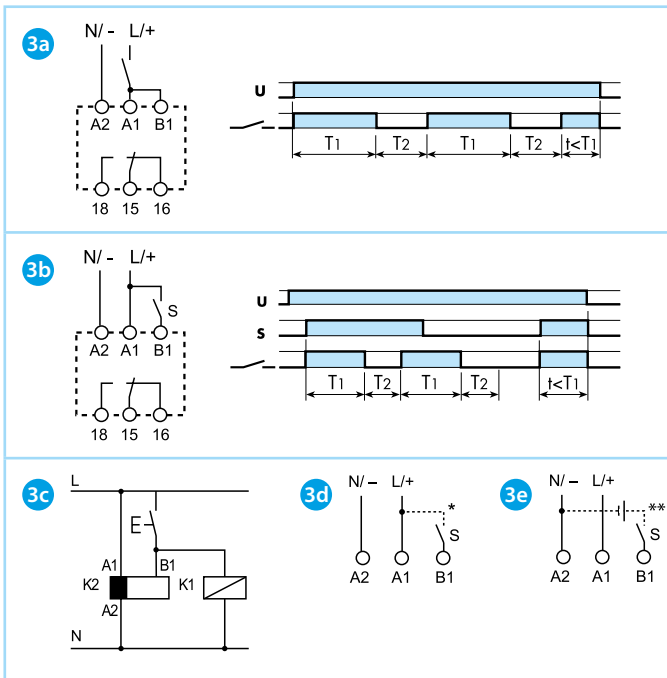 3a
N/ - L/+
A2 A1 B1
18 15 16
U
T1 T2 T1 T2 t<T1
3b
N/ - L/+
S
A2 A1 B1
18 15 16
U
S
T1 T2 T1 T2 t<T1
3c
L
E
A1 B1
K2 K1
A2
N
3d
N/ - L/+
*
S
A2 A1 B1
3e
N/ - L/+
**
S
A2 A1 B1